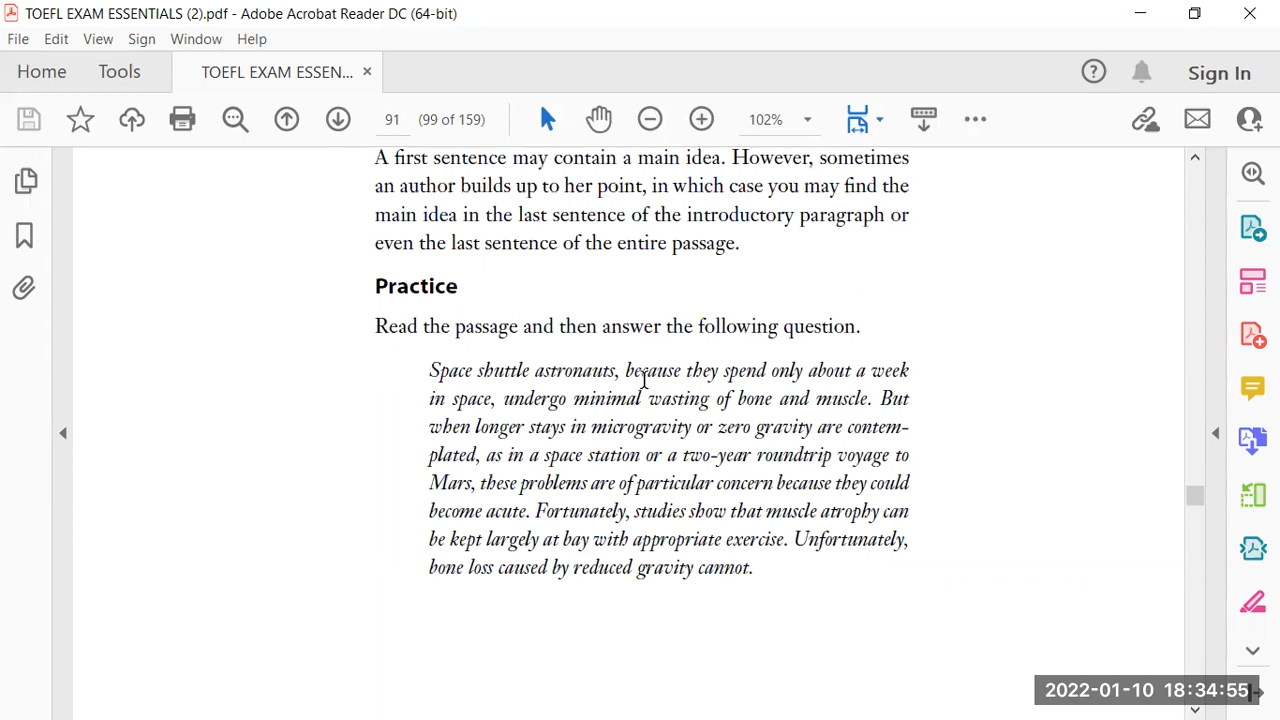 TOEFL EXAM ESSENTIALS (2).pdf - Adobe Acrobat Reader DC (64-bit)
File Edit View Sign Window Help
Home Tools TOEFL EXAM ESSEN... Sign In
91 (99 of 159) 102%
A first sentence may contain a main idea. However, sometimes
an author builds up to her point, in which case you may find the
main idea in the last sentence of the introductory paragraph or
even the last sentence of the entire passage.
Practice
Read the passage and then answer the following question.
Space shuttle astronauts, because they spend only about a week
in space, undergo minimal wasting of bone and muscle. But
when longer stays in microgravity or zero gravity are contem-
plated, as in a space station or a two-year roundtrip voyage to
Mars, these problems are of particular concern because they could
become acute. Fortunately, studies show that muscle atrophy can
be kept largely at bay with appropriate exercise. Unfortunately,
bone loss caused by reduced gravity cannot.
2022-01-10 18:34:55